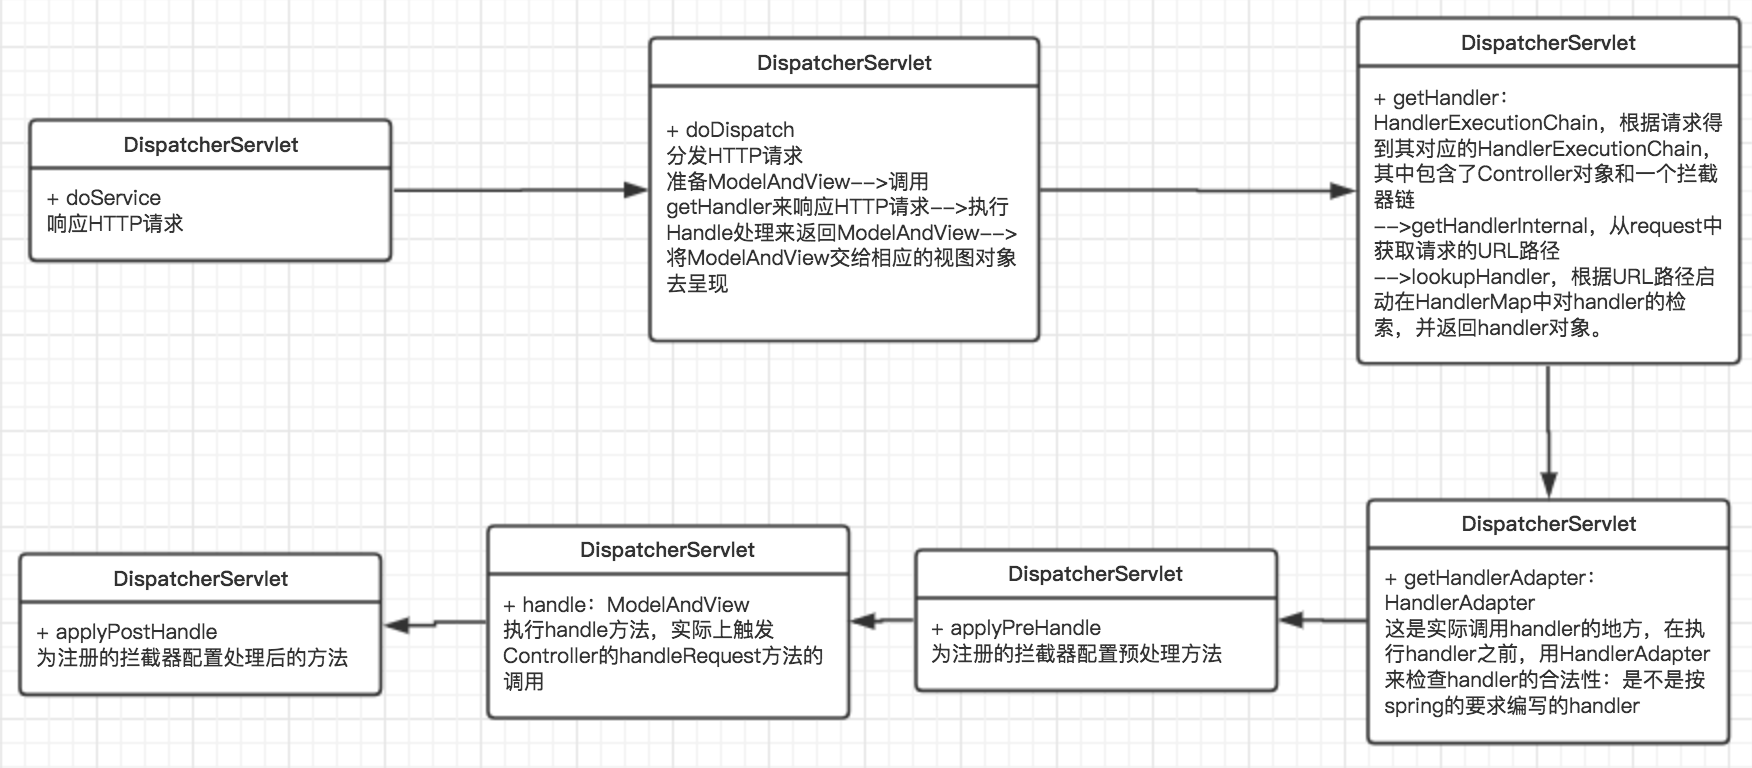 DispatcherServlet
+ doService
响应HTTP请求
DispatcherServlet
+ doDispatch
分发HTTP请求
准备ModelAndView-->调用
getHandler来响应HTTP请求-->执行
Handle处理来返回ModelAndView-->
将ModelAndView交给相应的视图对象
去呈现
DispatcherServlet
+ getHandler：
HandlerExecutionChain，根据请求得
到其对应的HandlerExecutionChain，
其中包含了Controller对象和一个拦截
器链
-->getHandlerInternal，从request中
获取请求的URL路径
-->lookupHandler，根据URL路径启
动在HandlerMap中对handler的检
索，并返回handler对象。
DispatcherServlet
+ getHandlerAdapter：
HandlerAdapter
这是实际调用handler的地方，在执
行handler之前，用HandlerAdapter
来检查handler的合法性：是不是按
spring的要求编写的handler
DispatcherServlet
+ applyPreHandle
为注册的拦截器配置预处理方法
DispatcherServlet
+ handle：ModelAndView
执行handle方法，实际上触发
Controller的handleRequest方法的
调用
DispatcherServlet
+ applyPostHandle
为注册的拦截器配置处理后的方法